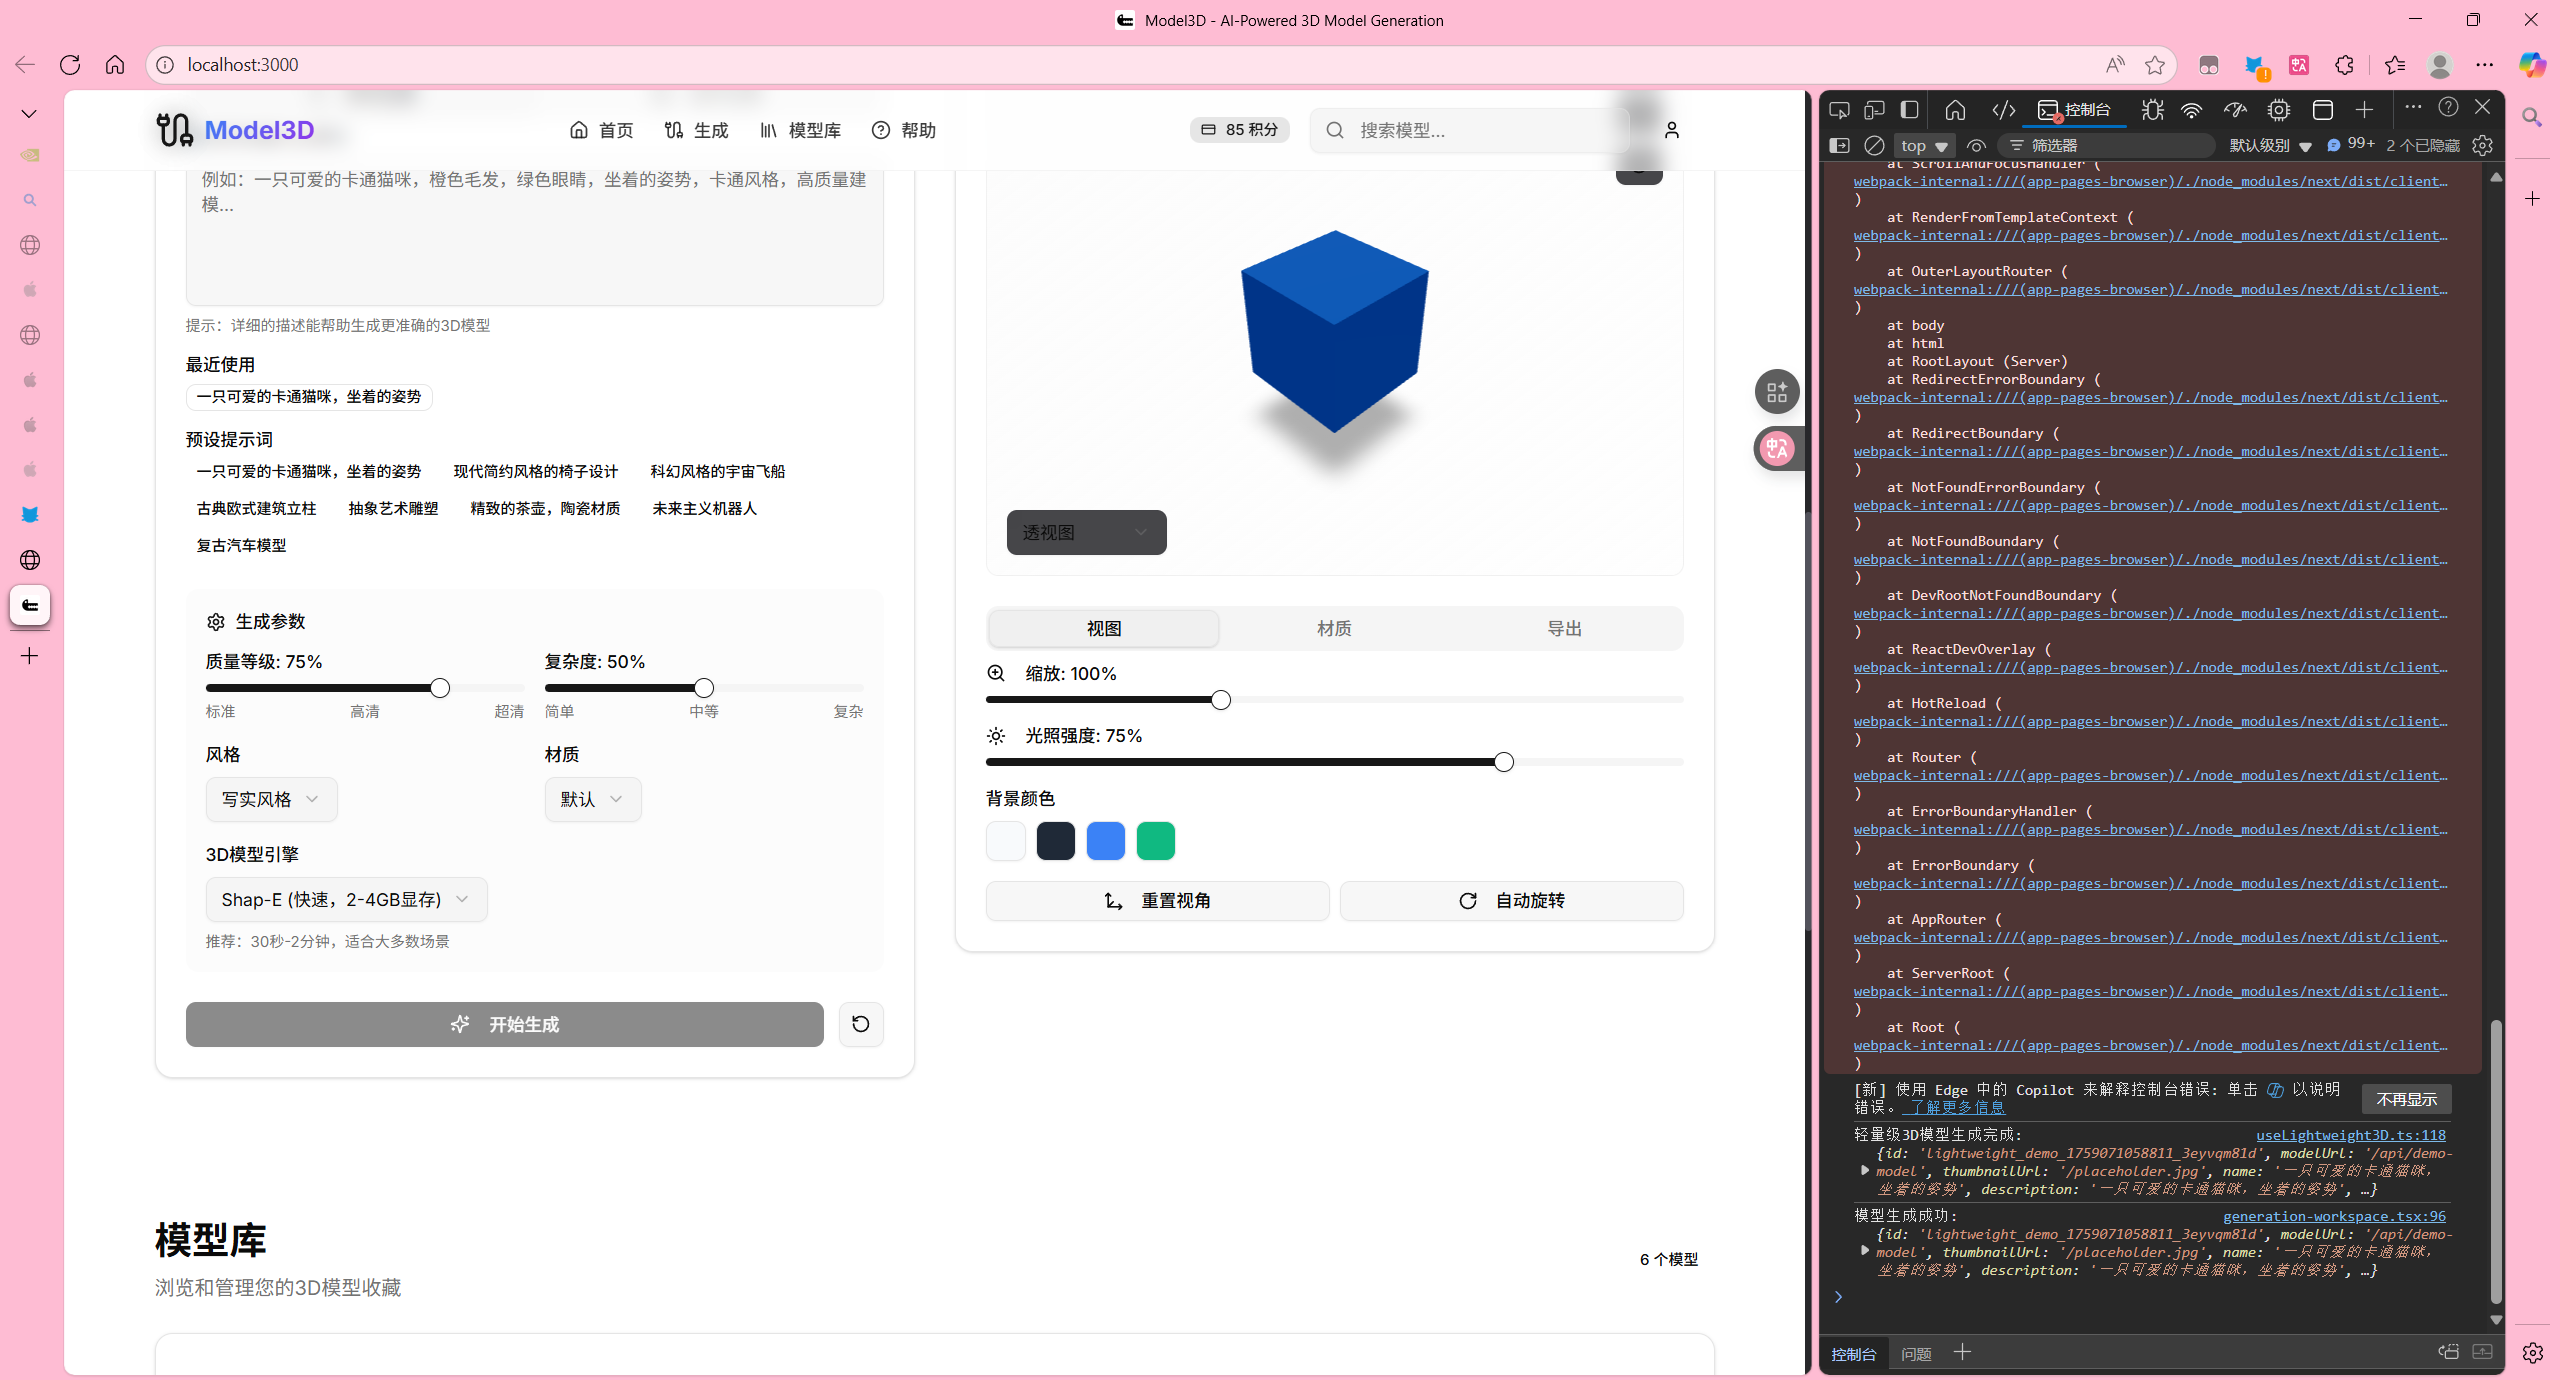 Model3D - AI-Powered 3D Model Generation
localhost:3000
Model3D
首页
生成
模型库
帮助
85 积分
搜索模型...
例如：一只可爱的卡通猫咪，橙色毛发，绿色眼睛，坐着的姿势，卡通风格，高质量建
模...
提示：详细的描述能帮助生成更准确的3D模型
最近使用
一只可爱的卡通猫咪，坐着的姿势
预设提示词
一只可爱的卡通猫咪，坐着的姿势
现代简约风格的椅子设计
科幻风格的宇宙飞船
古典欧式建筑立柱
抽象艺术雕塑
精致的茶壶，陶瓷材质
未来主义机器人
复古汽车模型
生成参数
质量等级: 75%
复杂度: 50%
标准
高清
超清
简单
中等
复杂
风格
材质
写实风格
默认
3D模型引擎
Shap-E (快速，2-4GB显存)
推荐：30秒-2分钟，适合大多数场景
开始生成
透视图
视图
材质
导出
缩放: 100%
光照强度: 75%
背景颜色
重置视角
自动旋转
模型库
6 个模型
浏览和管理您的3D模型收藏
控制台
top
筛选器
默认级别
99+
2 个已隐藏
at ScrollAndFocusHandler (
webpack-internal:///(app-pages-browser)/./node_modules/next/dist/client…
)
at RenderFromTemplateContext (
webpack-internal:///(app-pages-browser)/./node_modules/next/dist/client…
)
at OuterLayoutRouter (
webpack-internal:///(app-pages-browser)/./node_modules/next/dist/client…
)
at body
at html
at RootLayout (Server)
at RedirectErrorBoundary (
webpack-internal:///(app-pages-browser)/./node_modules/next/dist/client…
)
at RedirectBoundary (
webpack-internal:///(app-pages-browser)/./node_modules/next/dist/client…
)
at NotFoundErrorBoundary (
webpack-internal:///(app-pages-browser)/./node_modules/next/dist/client…
)
at NotFoundBoundary (
webpack-internal:///(app-pages-browser)/./node_modules/next/dist/client…
)
at DevRootNotFoundBoundary (
webpack-internal:///(app-pages-browser)/./node_modules/next/dist/client…
)
at ReactDevOverlay (
webpack-internal:///(app-pages-browser)/./node_modules/next/dist/client…
)
at HotReload (
webpack-internal:///(app-pages-browser)/./node_modules/next/dist/client…
)
at Router (
webpack-internal:///(app-pages-browser)/./node_modules/next/dist/client…
)
at ErrorBoundaryHandler (
webpack-internal:///(app-pages-browser)/./node_modules/next/dist/client…
)
at ErrorBoundary (
webpack-internal:///(app-pages-browser)/./node_modules/next/dist/client…
)
at AppRouter (
webpack-internal:///(app-pages-browser)/./node_modules/next/dist/client…
)
at ServerRoot (
webpack-internal:///(app-pages-browser)/./node_modules/next/dist/client…
)
at Root (
webpack-internal:///(app-pages-browser)/./node_modules/next/dist/client…
)
[新] 使用 Edge 中的 Copilot 来解释控制台错误: 单击 以说明
错误。 了解更多信息
不再显示
轻量级3D模型生成完成:
useLightweight3D.ts:118
{id: 'lightweight_demo_1759071058811_3eyvqm81d', modelUrl: '/api/demo-
model', thumbnailUrl: '/placeholder.jpg', name: '一只可爱的卡通猫咪，
坐着的姿势', description: '一只可爱的卡通猫咪，坐着的姿势', …}
模型生成成功:
generation-workspace.tsx:96
{id: 'lightweight_demo_1759071058811_3eyvqm81d', modelUrl: '/api/demo-
model', thumbnailUrl: '/placeholder.jpg', name: '一只可爱的卡通猫咪，
坐着的姿势', description: '一只可爱的卡通猫咪，坐着的姿势', …}
控制台
问题